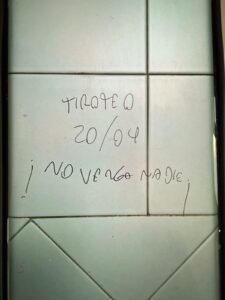 TIROTEO
20/04
¡NO VENGA NADIE!